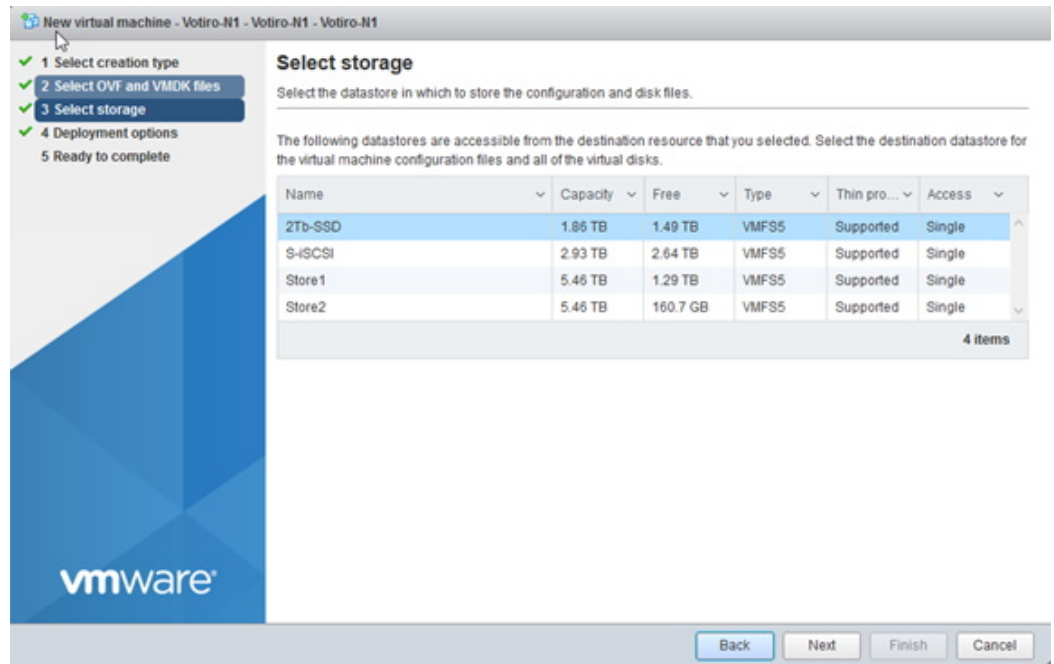 New virtual machine - Votiro-N1 - Votiro-N1 - Votiro-N1
1 Select creation type
2 Select OVF and VMDK files
3 Select storage
4 Deployment options
5 Ready to complete
Select storage
Select the datastore in which to store the configuration and disk files.
The following datastores are accessible from the destination resource that you selected. Select the destination datastore for
the virtual machine configuration files and all of the virtual disks.
Name Capacity Free Type Thin pro... Access
2Tb-SSD 1.86 TB 1.49 TB VMFS5 Supported Single
S-iSCSI 2.93 TB 2.64 TB VMFS5 Supported Single
Store1 5.46 TB 1.29 TB VMFS5 Supported Single
Store2 5.46 TB 160.7 GB VMFS5 Supported Single
4 items
vmware®
Back Next Finish Cancel